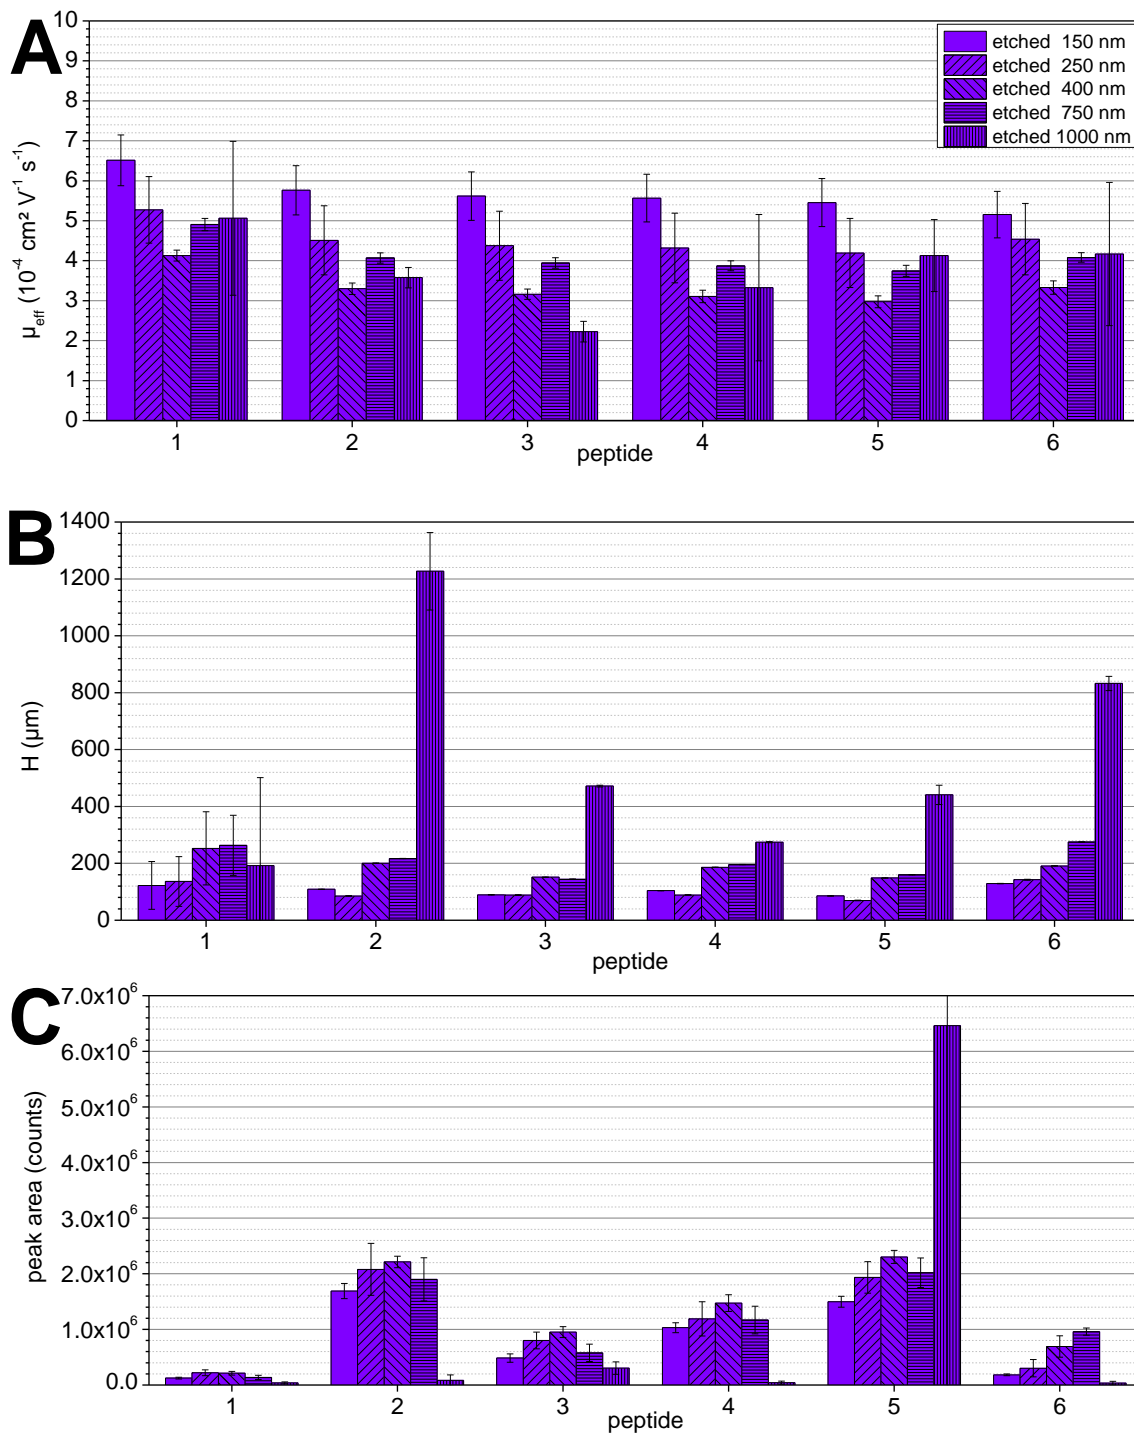 A
10
9
8
7
6
5
4
3
2
1
0
μeff (10-4 cm² V-1 s-1)
etched 150 nm
etched 250 nm
etched 400 nm
etched 750 nm
etched 1000 nm
1 2 3 4 5 6
peptide
B
1400
1200
1000
800
600
400
200
0
H (μm)
1 2 3 4 5 6
peptide
C
7.0x10⁶
6.0x10⁶
5.0x10⁶
4.0x10⁶
3.0x10⁶
2.0x10⁶
1.0x10⁶
0.0
peak area (counts)
1 2 3 4 5 6
peptide